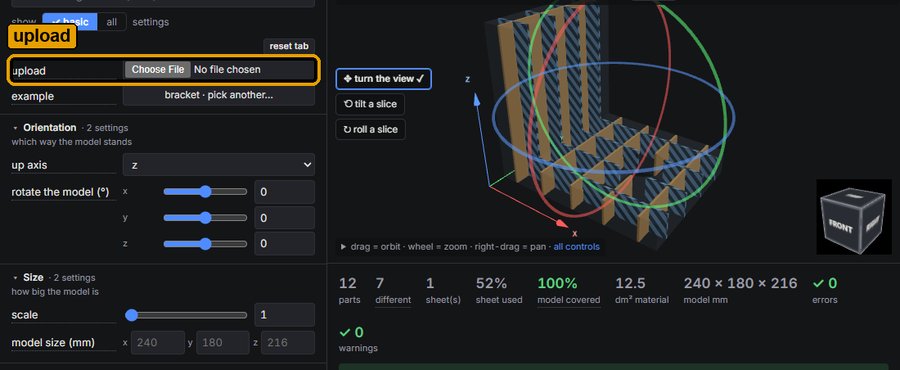 show ✓ basic all settings
upload
reset tab
upload Choose File No file chosen
example bracket · pick another...
Orientation · 2 settings
which way the model stands
up axis z
rotate the model (°) x 0
y 0
z 0
Size · 2 settings
how big the model is
scale 1
model size (mm) x 240 y 180 z 216
✥ turn the view ✓
⟲ tilt a slice
↻ roll a slice
z
x
FRONT
▶ drag = orbit · wheel = zoom · right-drag = pan · all controls
12 7 1 52% 100% 12.5 240 × 180 × 216 ✓ 0
parts different sheet(s) sheet used model covered dm² material model mm errors
✓ 0
warnings